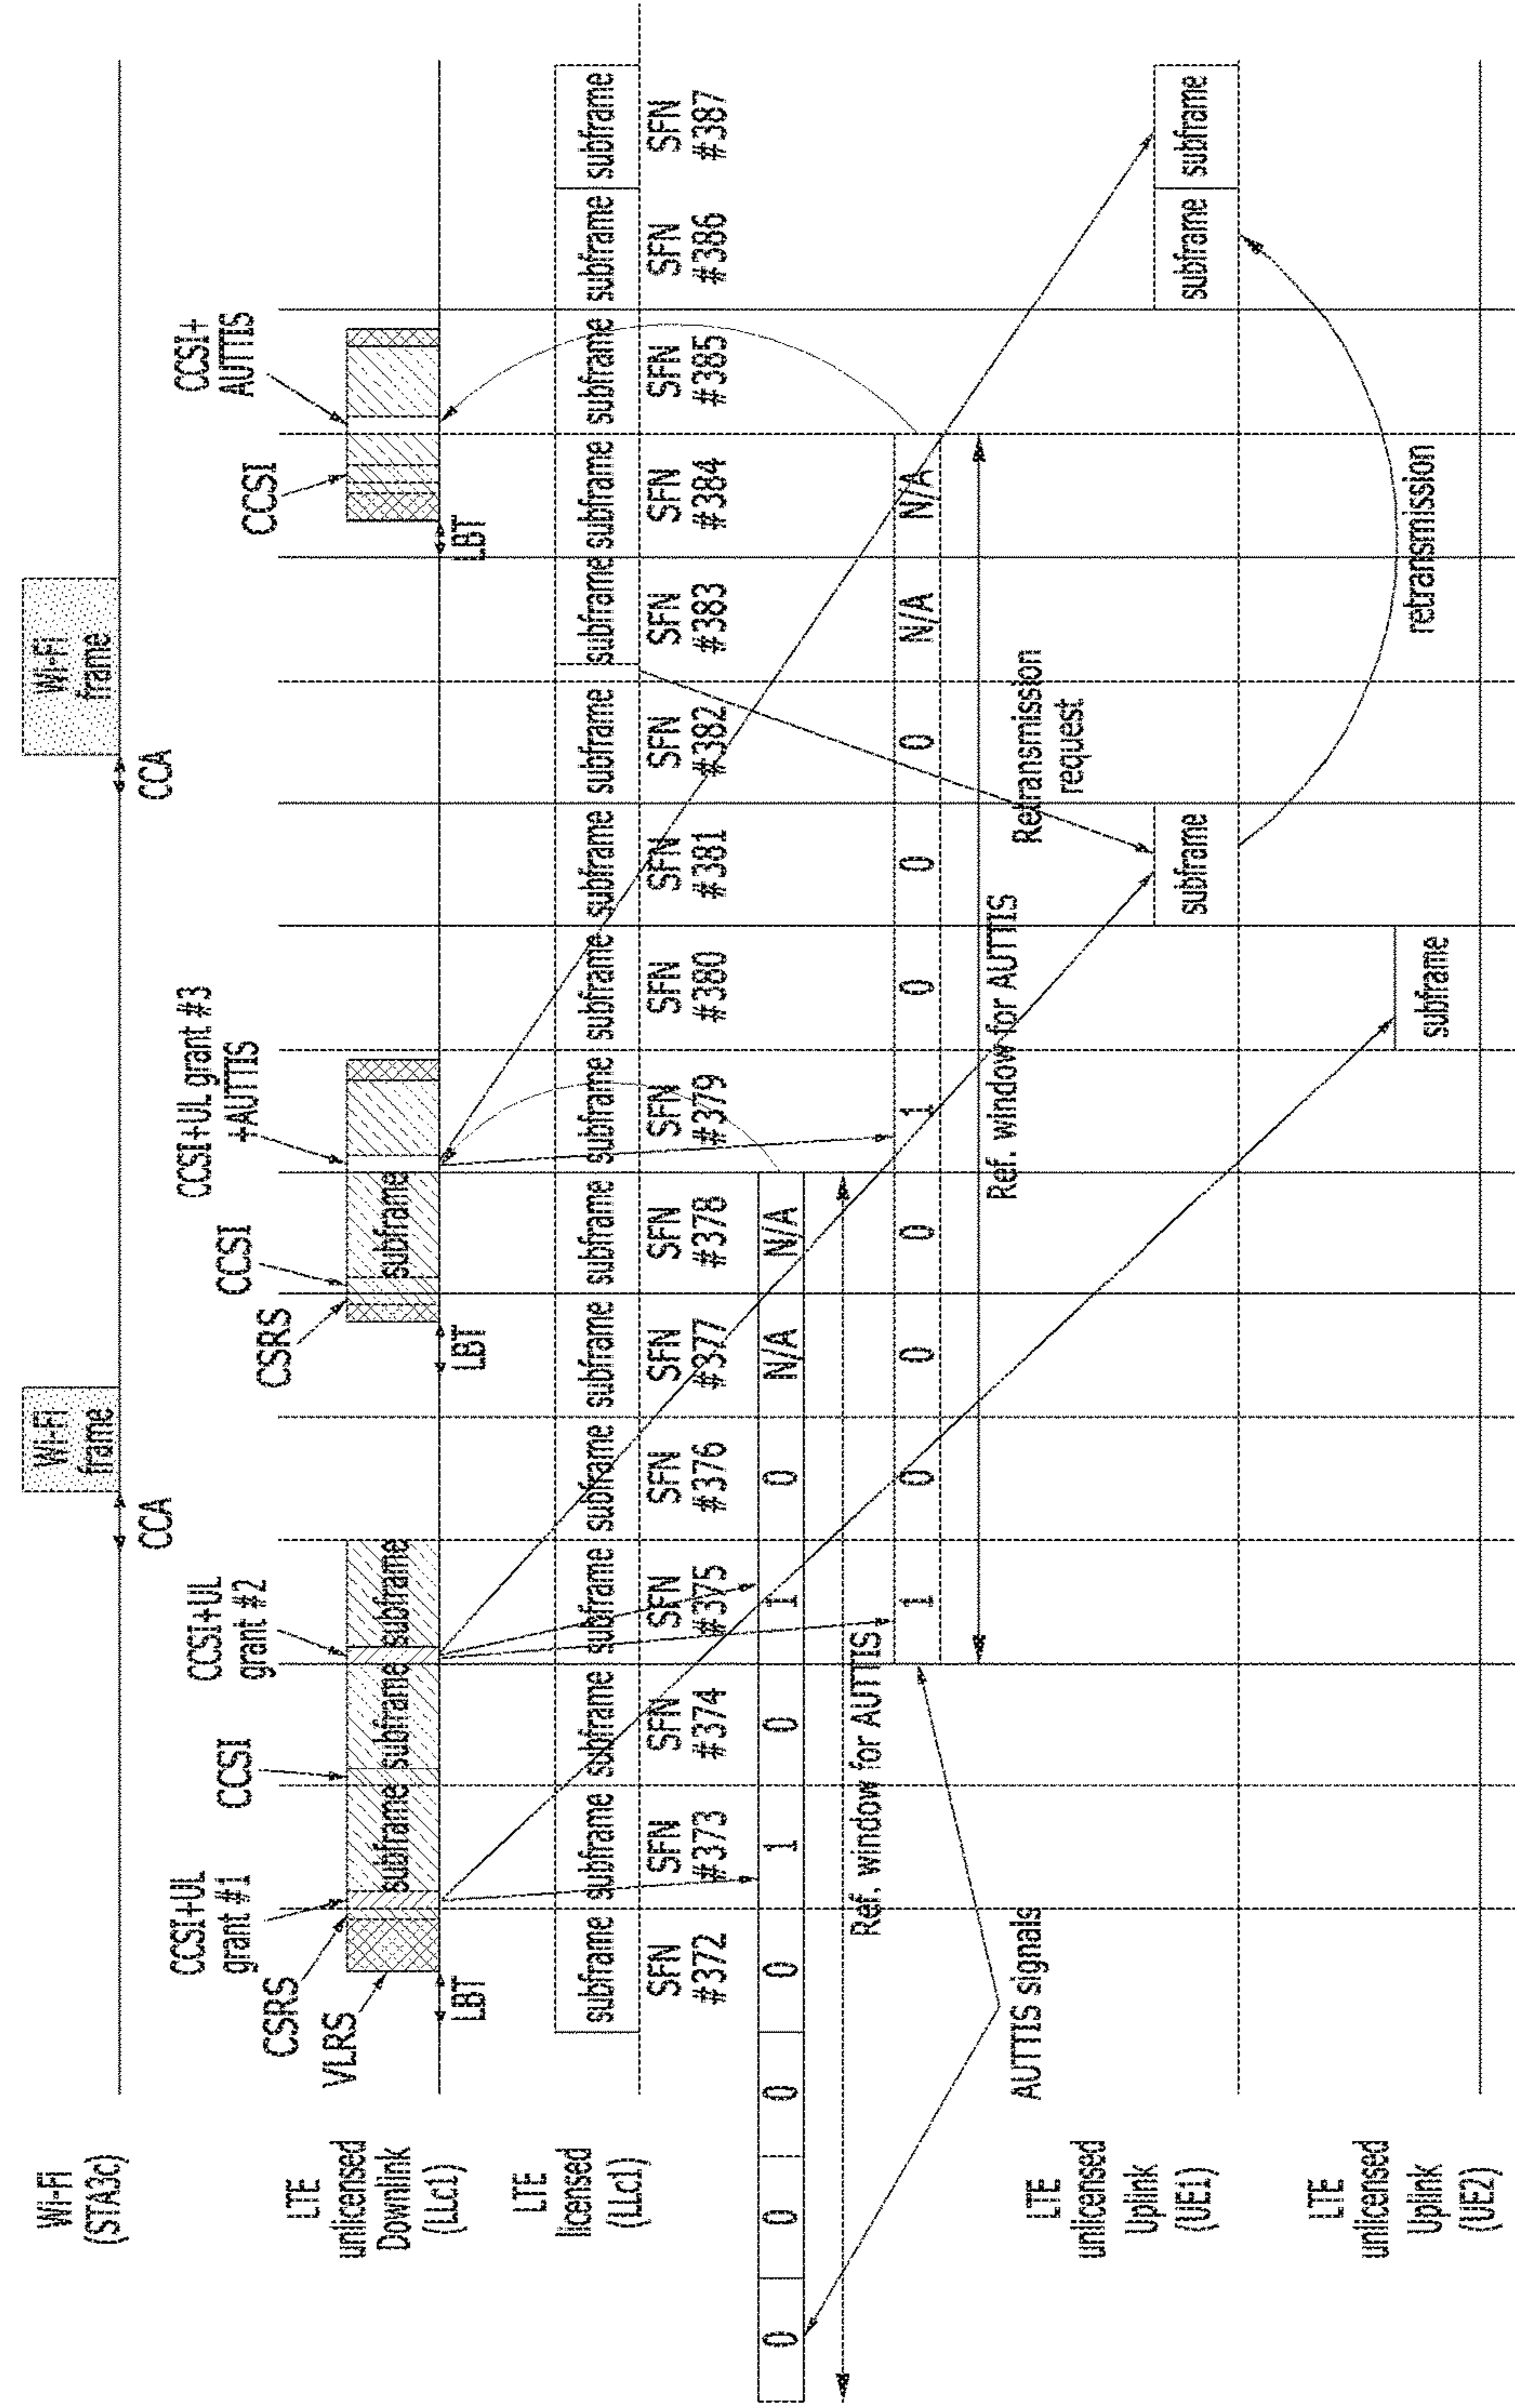 Wi-Fi
(STA3c)
CCA
Wi-Fi
frame
CCA
Wi-Fi
frame
LTE
unlicensed
Downlink
(LLc1)
VLRS
CSRS
CCSI+UL
grant #1
CCSI
CCSI+UL
grant #2
CSRS
CCSI
CCSI+UL grant #3
+AUTTIS
CCSI
CCSI+
AUTTIS
subframe subframe subframe subframe
LBT LBT LBT
LTE
licensed
(LLc1)
subframe subframe subframe subframe subframe subframe subframe subframe subframe subframe subframe subframe subframe subframe subframe subframe
SFN SFN SFN SFN SFN SFN SFN SFN SFN SFN SFN SFN SFN SFN SFN SFN
#372 #373 #374 #375 #376 #377 #378 #379 #380 #381 #382 #383 #384 #385 #386 #387
0 0 0 0 1 0 1 0 N/A N/A
Ref. window for AUTTIS
1 0 0 0 1 0 0 0 N/A N/A
Ref. window for AUTTIS
AUTTIS signals
Retransmission
request
LTE
unlicensed
Uplink
(UE1)
subframe subframe subframe
retransmission
LTE
unlicensed
Uplink
(UE2)
subframe